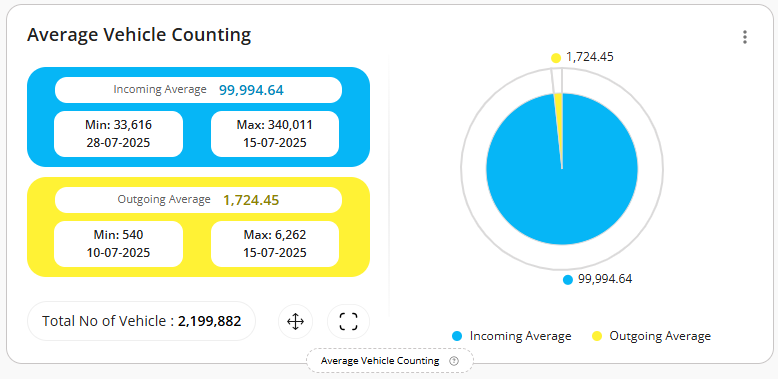 Average Vehicle Counting
Incoming Average 99,994.64
Min: 33,616
28-07-2025
Max: 340,011
15-07-2025
Outgoing Average 1,724.45
Min: 540
10-07-2025
Max: 6,262
15-07-2025
Total No of Vehicle : 2,199,882
1,724.45
99,994.64
Incoming Average
Outgoing Average
Average Vehicle Counting ?